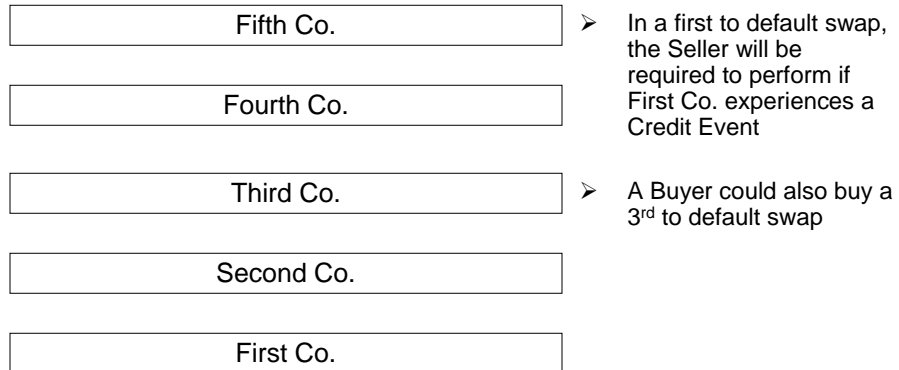 Fifth Co.
Fourth Co.
Third Co.
Second Co.
First Co.
➢ In a first to default swap,
the Seller will be
required to perform if
First Co. experiences a
Credit Event
➢ A Buyer could also buy a
3rd to default swap